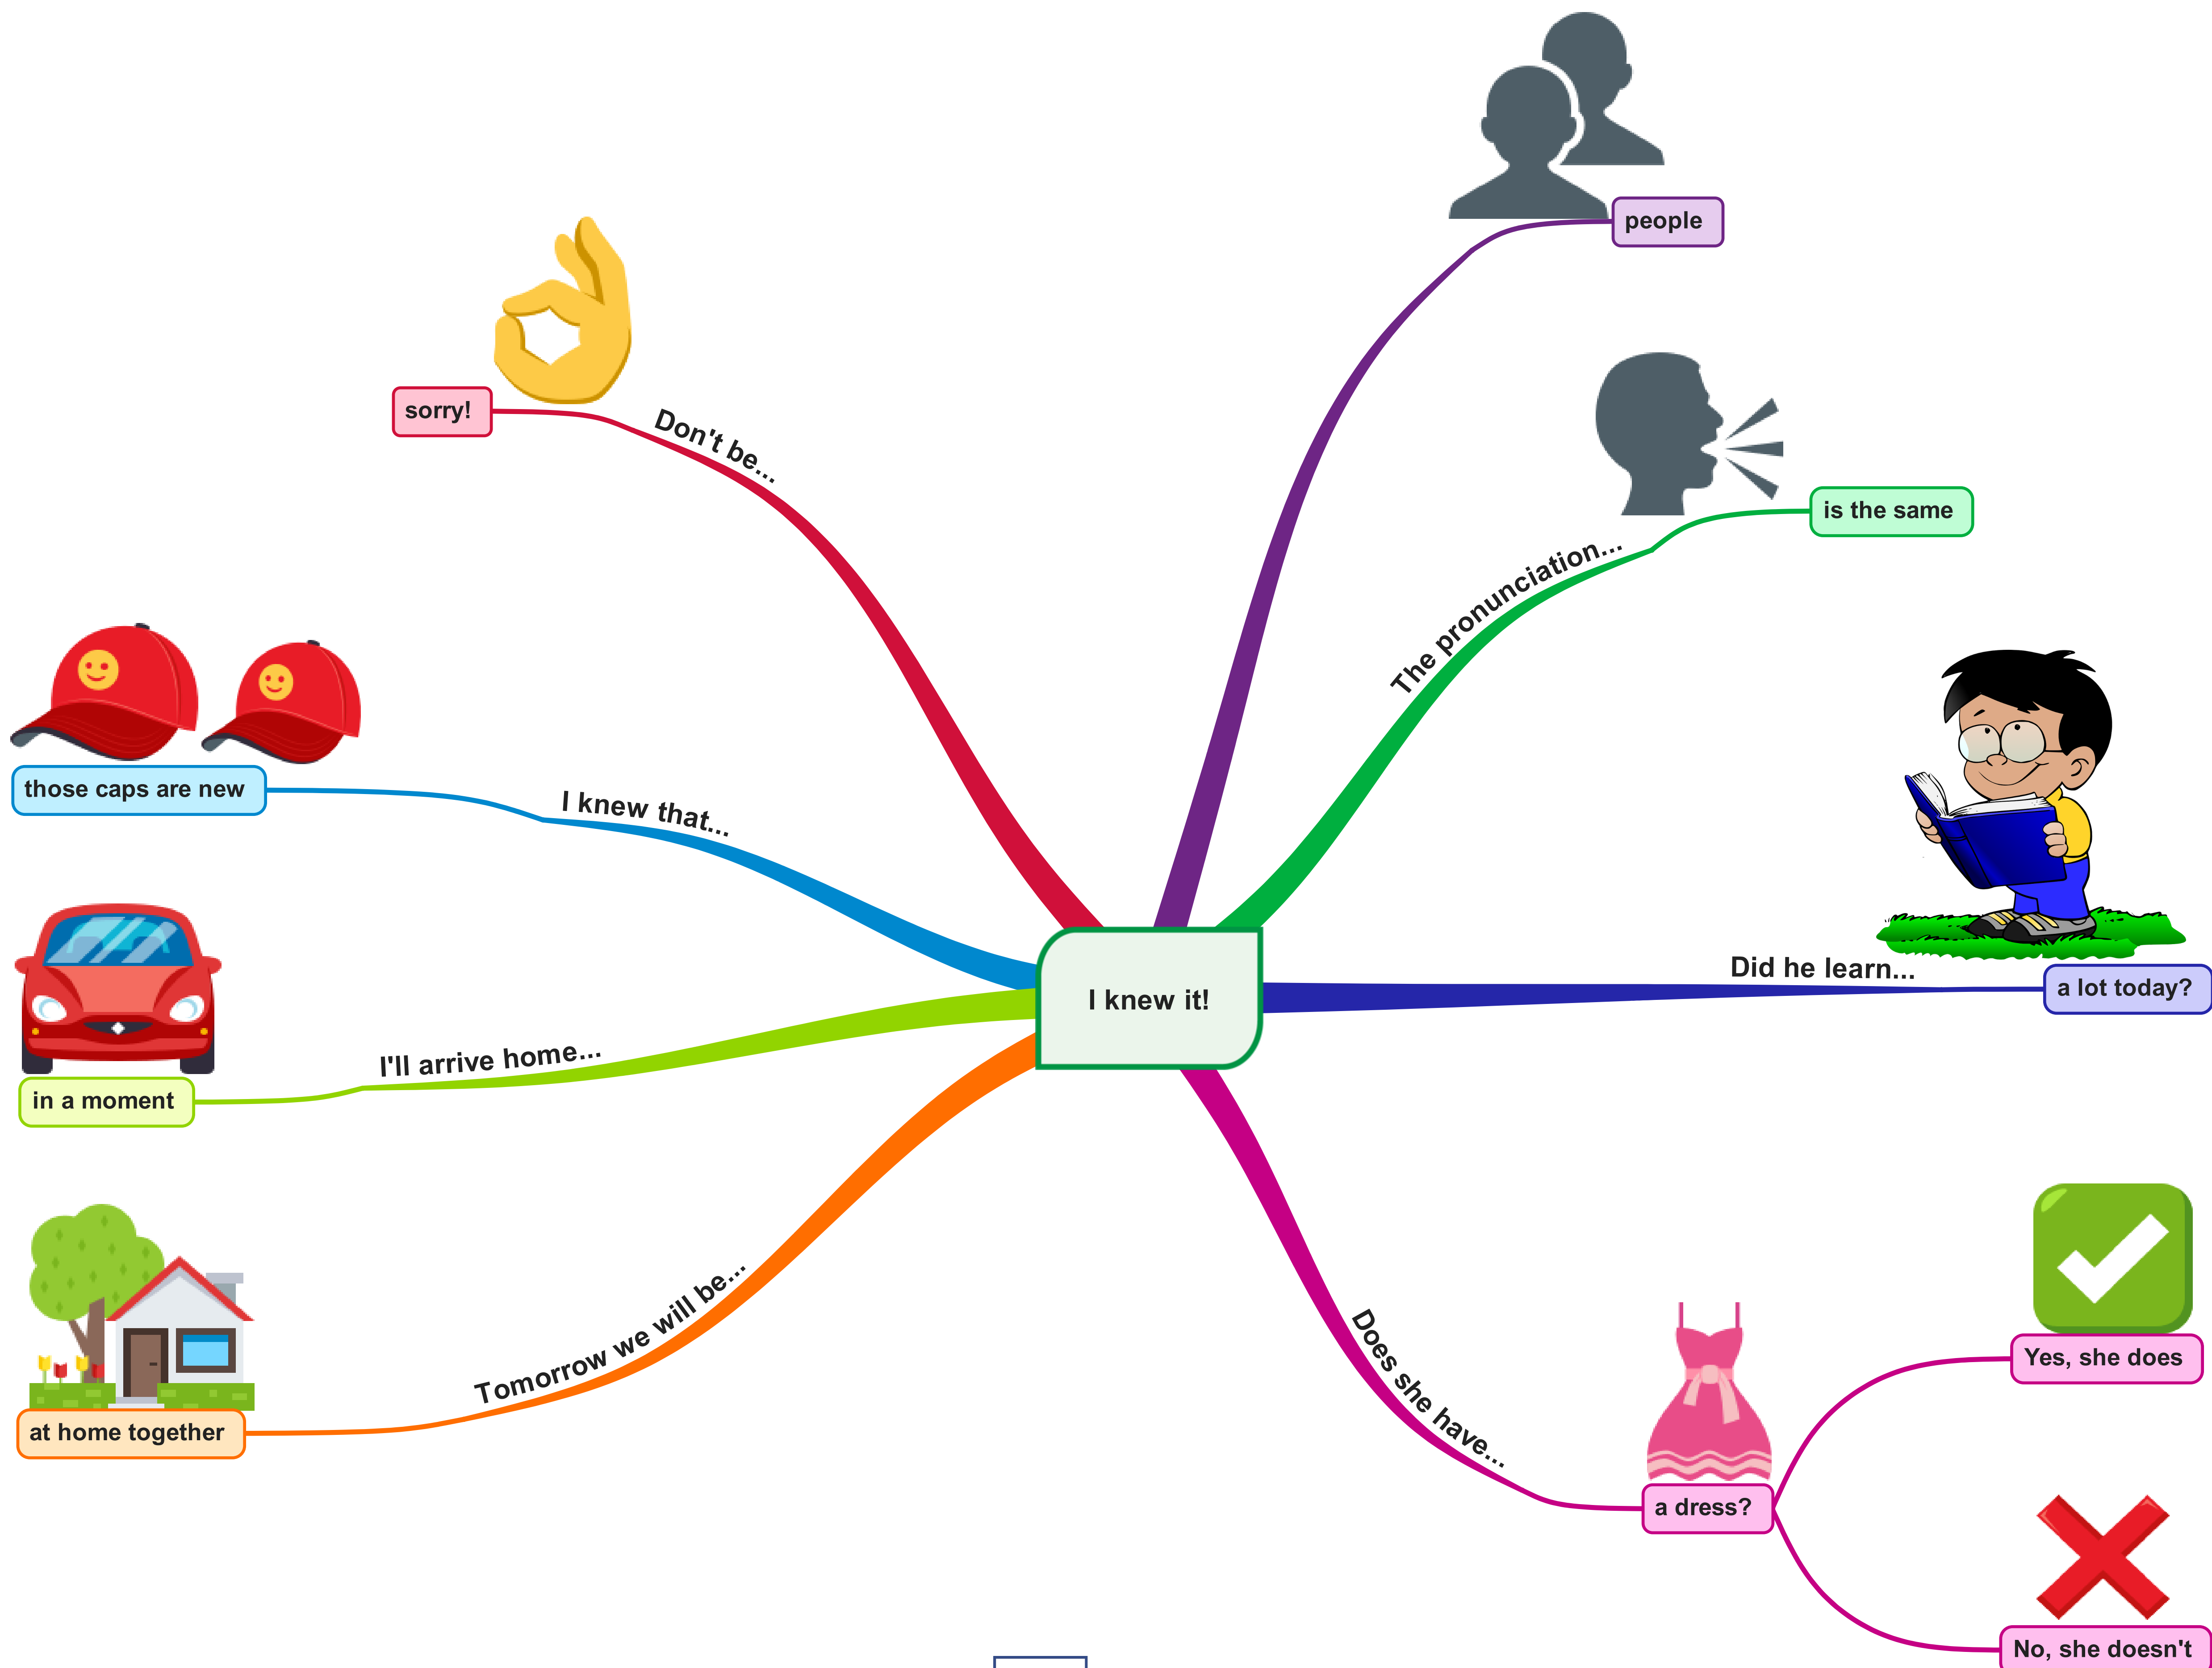 people
Don't be...
sorry!
The pronunciation...
is the same
I knew that...
those caps are new
Did he learn...
a lot today?
I knew it!
I'll arrive home...
in a moment
Tomorrow we will be...
at home together
Does she have...
a dress?
Yes, she does
No, she doesn't